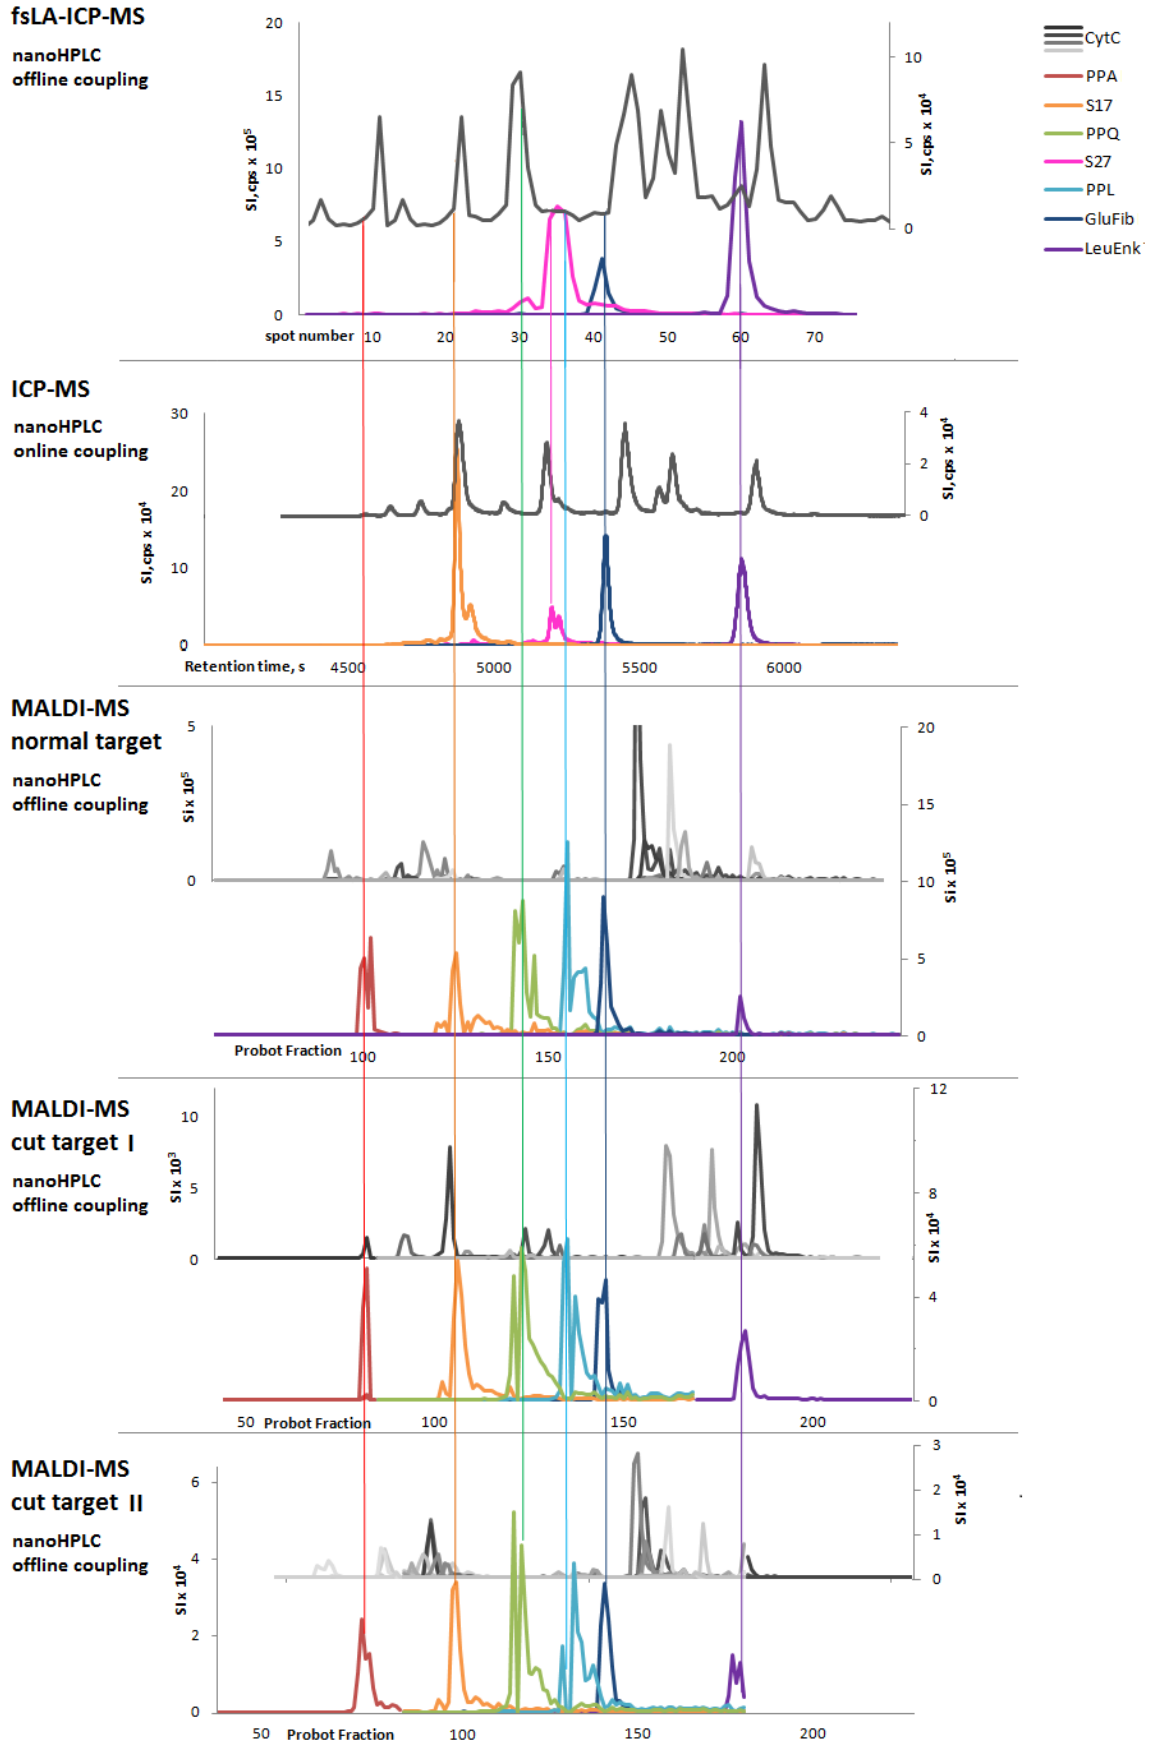 fsLA-ICP-MS
nanoHPLC
offline coupling
20
15
10
5
0
SI,cps x 10⁵
10
5
0
SI,cps x 10⁴
spot number 10 20 30 40 50 60 70
CytC
PPA
S17
PPQ
S27
PPL
GluFib
LeuEnk
ICP-MS
nanoHPLC
online coupling
30
20
10
0
SI,cps x 10⁴
4
2
0
SI,cps x 10⁴
Retention time, s 4500 5000 5500 6000
MALDI-MS
normal target
nanoHPLC
offline coupling
5
0
Si x 10⁵
20
15
10
5
0
Si x 10⁵
Probot Fraction 100 150 200
MALDI-MS
cut target I
nanoHPLC
offline coupling
10
5
0
SI x 10³
12
8
4
0
SI x 10⁴
50 Probot Fraction 100 150 200
MALDI-MS
cut target II
nanoHPLC
offline coupling
6
4
2
0
SI x 10⁴
3
2
1
0
SI x 10⁴
50 Probot Fraction 100 150 200